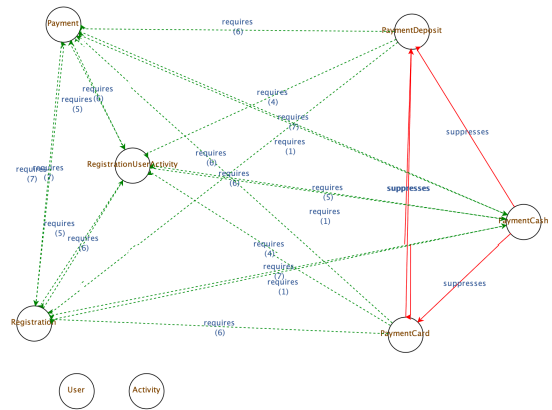 Payment
PaymentDeposit
requires
(6)
requires
(6)
requires
(5)
requires
(4)
requires
(7)
requires
(1)
suppresses
requires
(8)
RegistrationUserActivity
requires
(7)
requires
(2)
requires
(6)
suppresses
requires
(5)
requires
(1)
PaymentCash
requires
(5)
requires
(6)
requires
(4)
requires
(7)
requires
(1)
suppresses
Registration
requires
(6)
PaymentCard
User
Activity